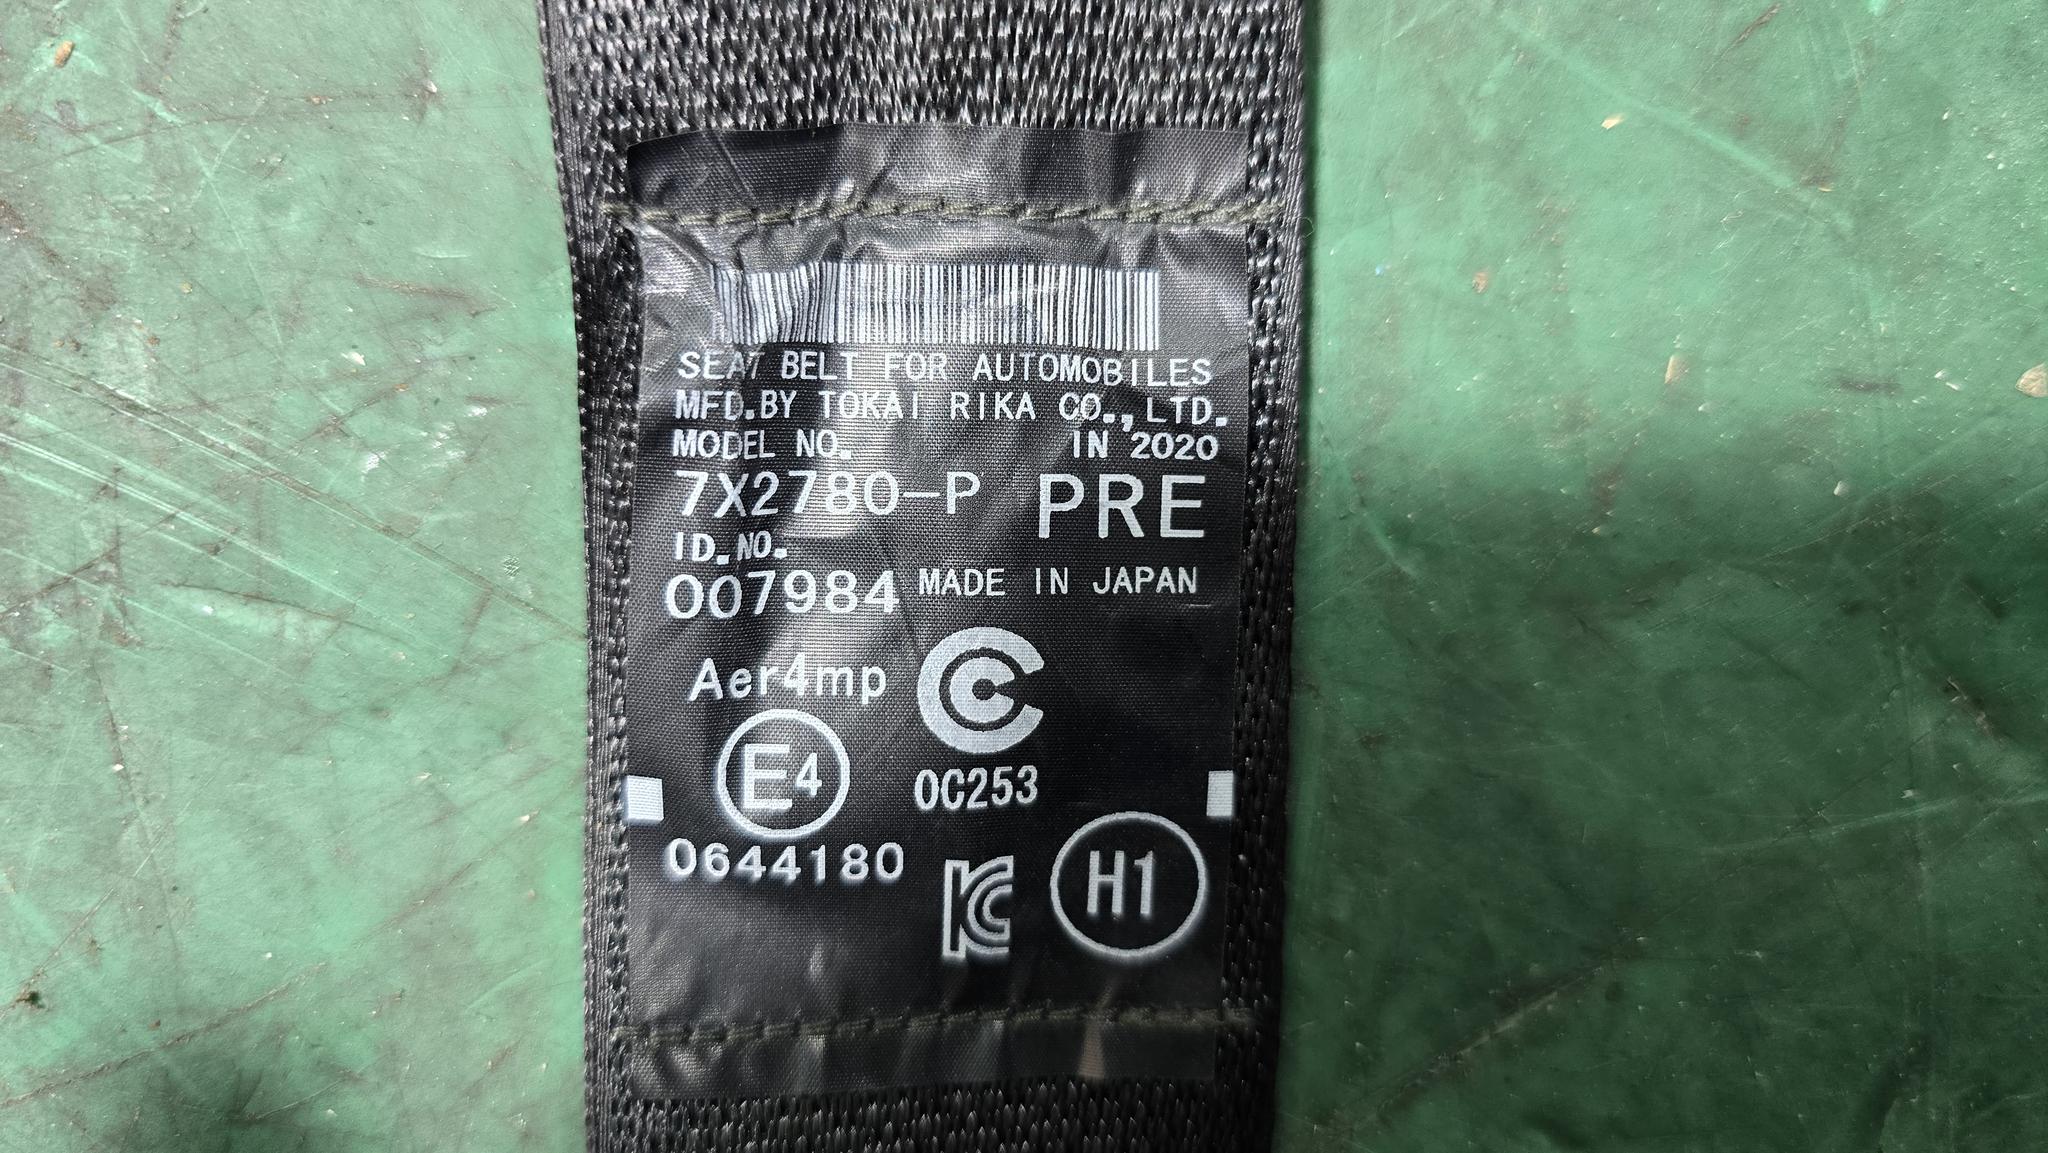 SEAT BELT FOR AUTOMOBILES
MFD.BY TOKAI RIKA CO.,LTD.
MODEL NO. IN 2020
7X2780-P PRE
ID.NO.
007984 MADE IN JAPAN
Aer4mp
E4
0C253
0644180
KC H1